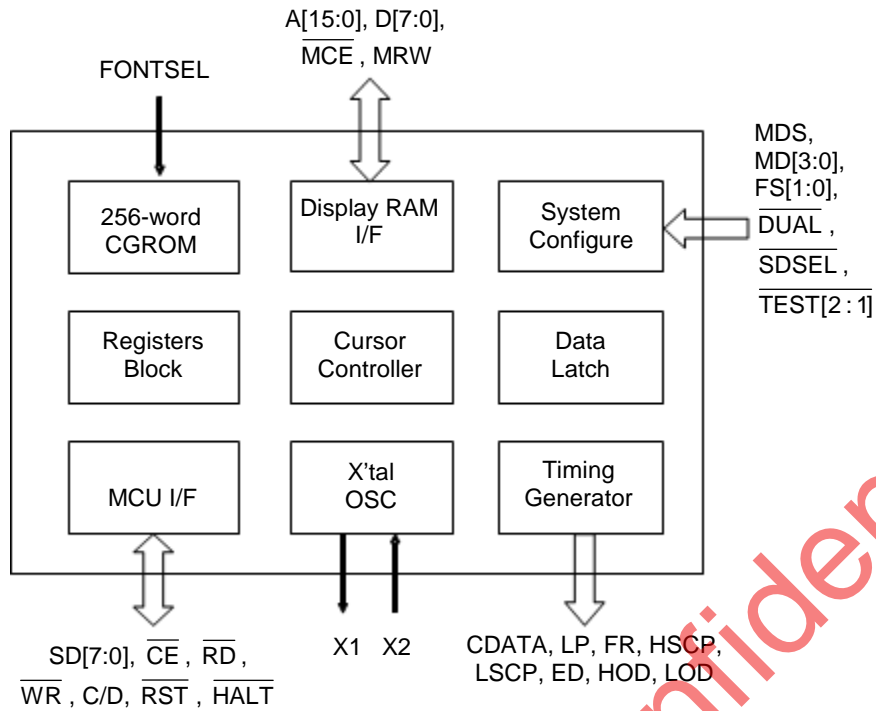 A[15:0], D[7:0],
MCE , MRW
FONTSEL
MDS,
MD[3:0],
FS[1:0],
DUAL ,
SDSEL ,
TEST[2 : 1]
256-word
CGROM
Display RAM
I/F
System
Configure
Registers
Block
Cursor
Controller
Data
Latch
MCU I/F
X'tal
OSC
Timing
Generator
SD[7:0], CE , RD ,
WR , C/D, RST , HALT
X1 X2
CDATA, LP, FR, HSCP,
LSCP, ED, HOD, LOD